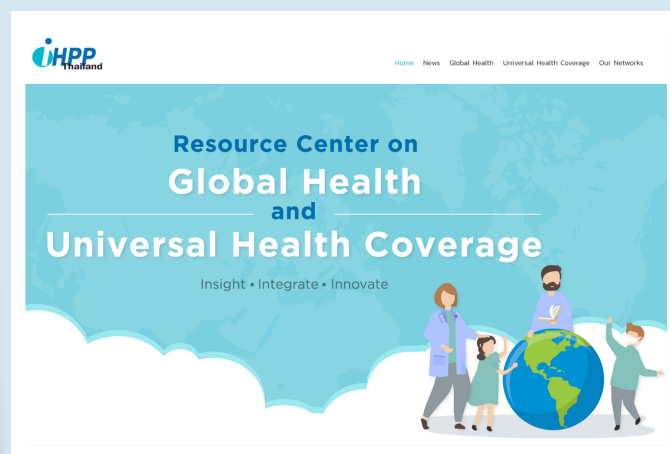 iHPP
Thailand
Home News Global Health Universal Health Coverage Our Networks
Resource Center on
Global Health
and
Universal Health Coverage
Insight • Integrate • Innovate